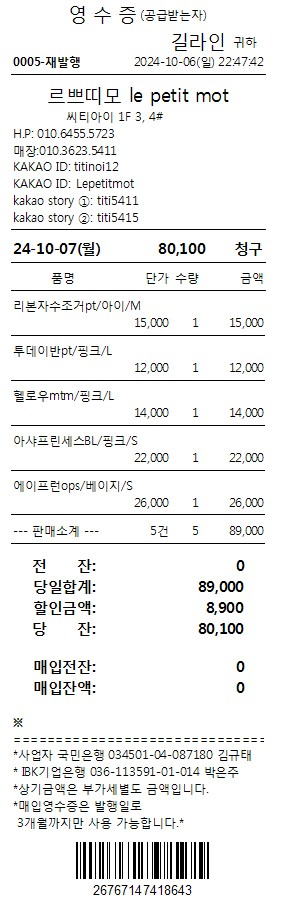 영 수 증 (공급받는자)
길라인 귀하
0005-재발행 2024-10-06(일) 22:47:42
르쁘띠모 le petit mot
씨티아이 1F 3, 4#
H.P: 010.6455.5723
매장:010.3623.5411
KAKAO ID: titinoi12
KAKAO ID: Lepetitmot
kakao story ①: titi5411
kakao story ②: titi5415
24-10-07(월) 80,100 청구
품명 단가 수량 금액
리본자수조거pt/아이/M
15,000 1 15,000
투데이반pt/핑크/L
12,000 1 12,000
헬로우mtm/핑크/L
14,000 1 14,000
아샤프린세스BL/핑크/S
22,000 1 22,000
에이프런ops/베이지/S
26,000 1 26,000
--- 판매소계 --- 5건 5 89,000
전 잔: 0
당일합계: 89,000
할인금액: 8,900
당 잔: 80,100
매입전잔: 0
매입잔액: 0
※
==============================
*사업자 국민은행 034501-04-087180 김규태
* IBK기업은행 036-113591-01-014 박은주
*상기금액은 부가세별도 금액입니다.
*매입영수증은 발행일로
3개월까지만 사용 가능합니다.*
26767147418643